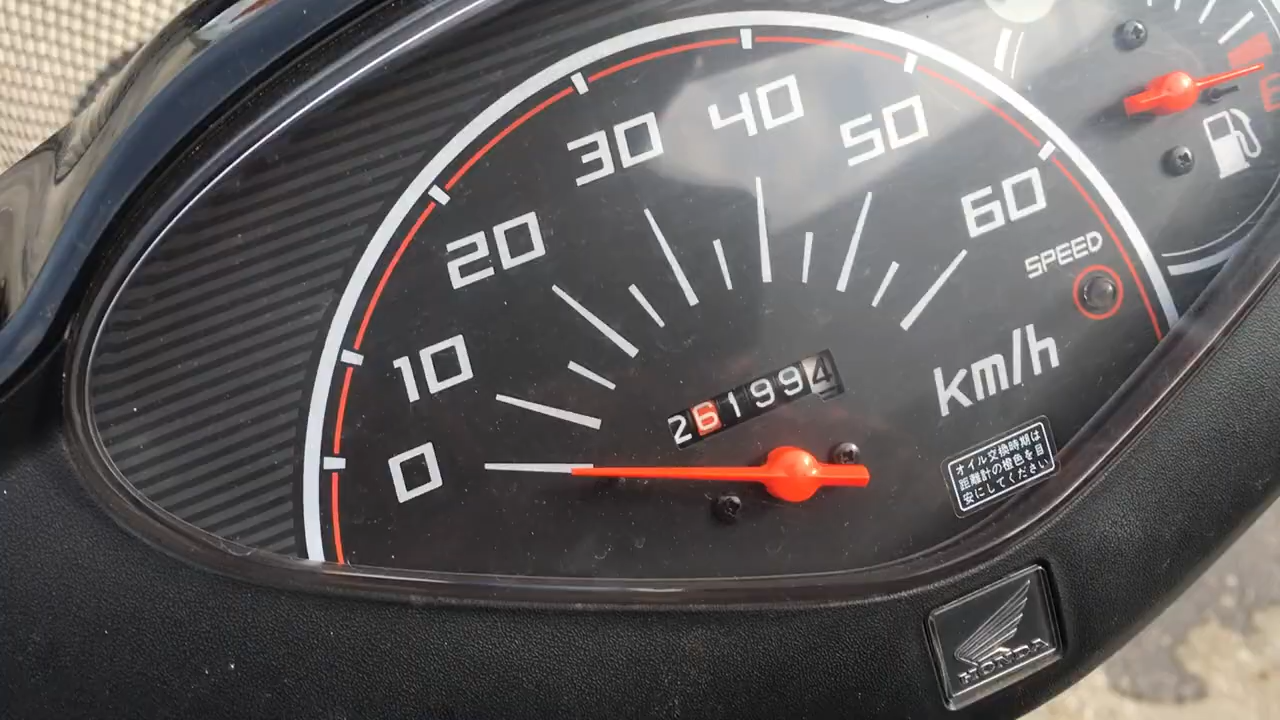 0
10
20
30
40
50
60
SPEED
km/h
261994
E
オイル交換時期は
距離計の橙色を目
安にしてください
HONDA